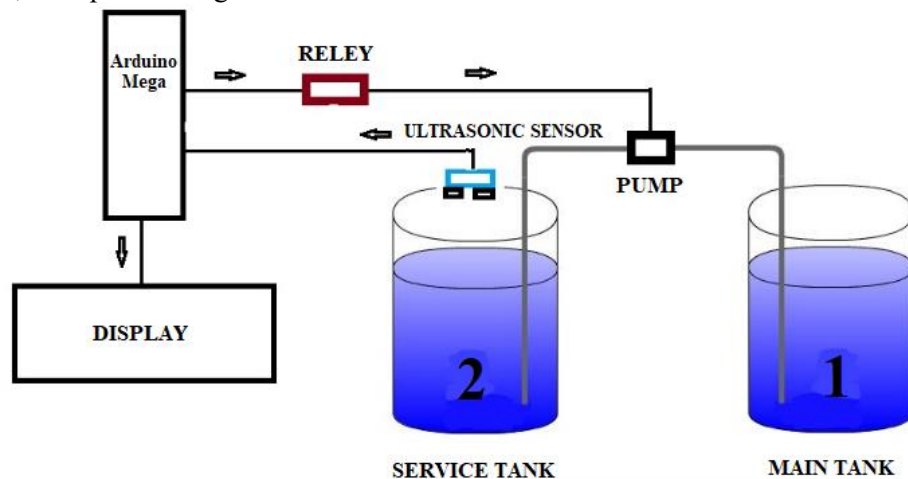 Arduino
Mega
RELEY
ULTRASONIC SENSOR
PUMP
DISPLAY
2
1
SERVICE TANK
MAIN TANK